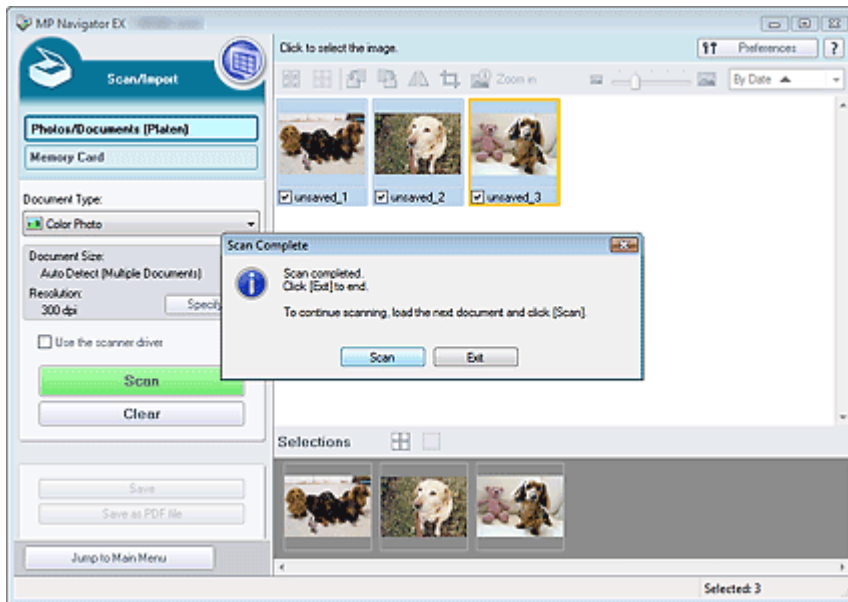 MP Navigator EX
Scan/Import
Photos/Documents (Platen)
Memory Card
Document Type:
Color Photo
Document Size:
Auto Detect (Multiple Documents)
Resolution:
300 dpi
Specify
Use the scanner driver
Scan
Clear
Save
Save as PDF file
Jump to Main Menu
Click to select the image.
Preferences
?
Zoom in
By Date
unsaved_1
unsaved_2
unsaved_3
Scan Complete
Scan completed.
Click [Exit] to end.
To continue scanning, load the next document and click [Scan].
Scan
Exit
Selections
Selected: 3